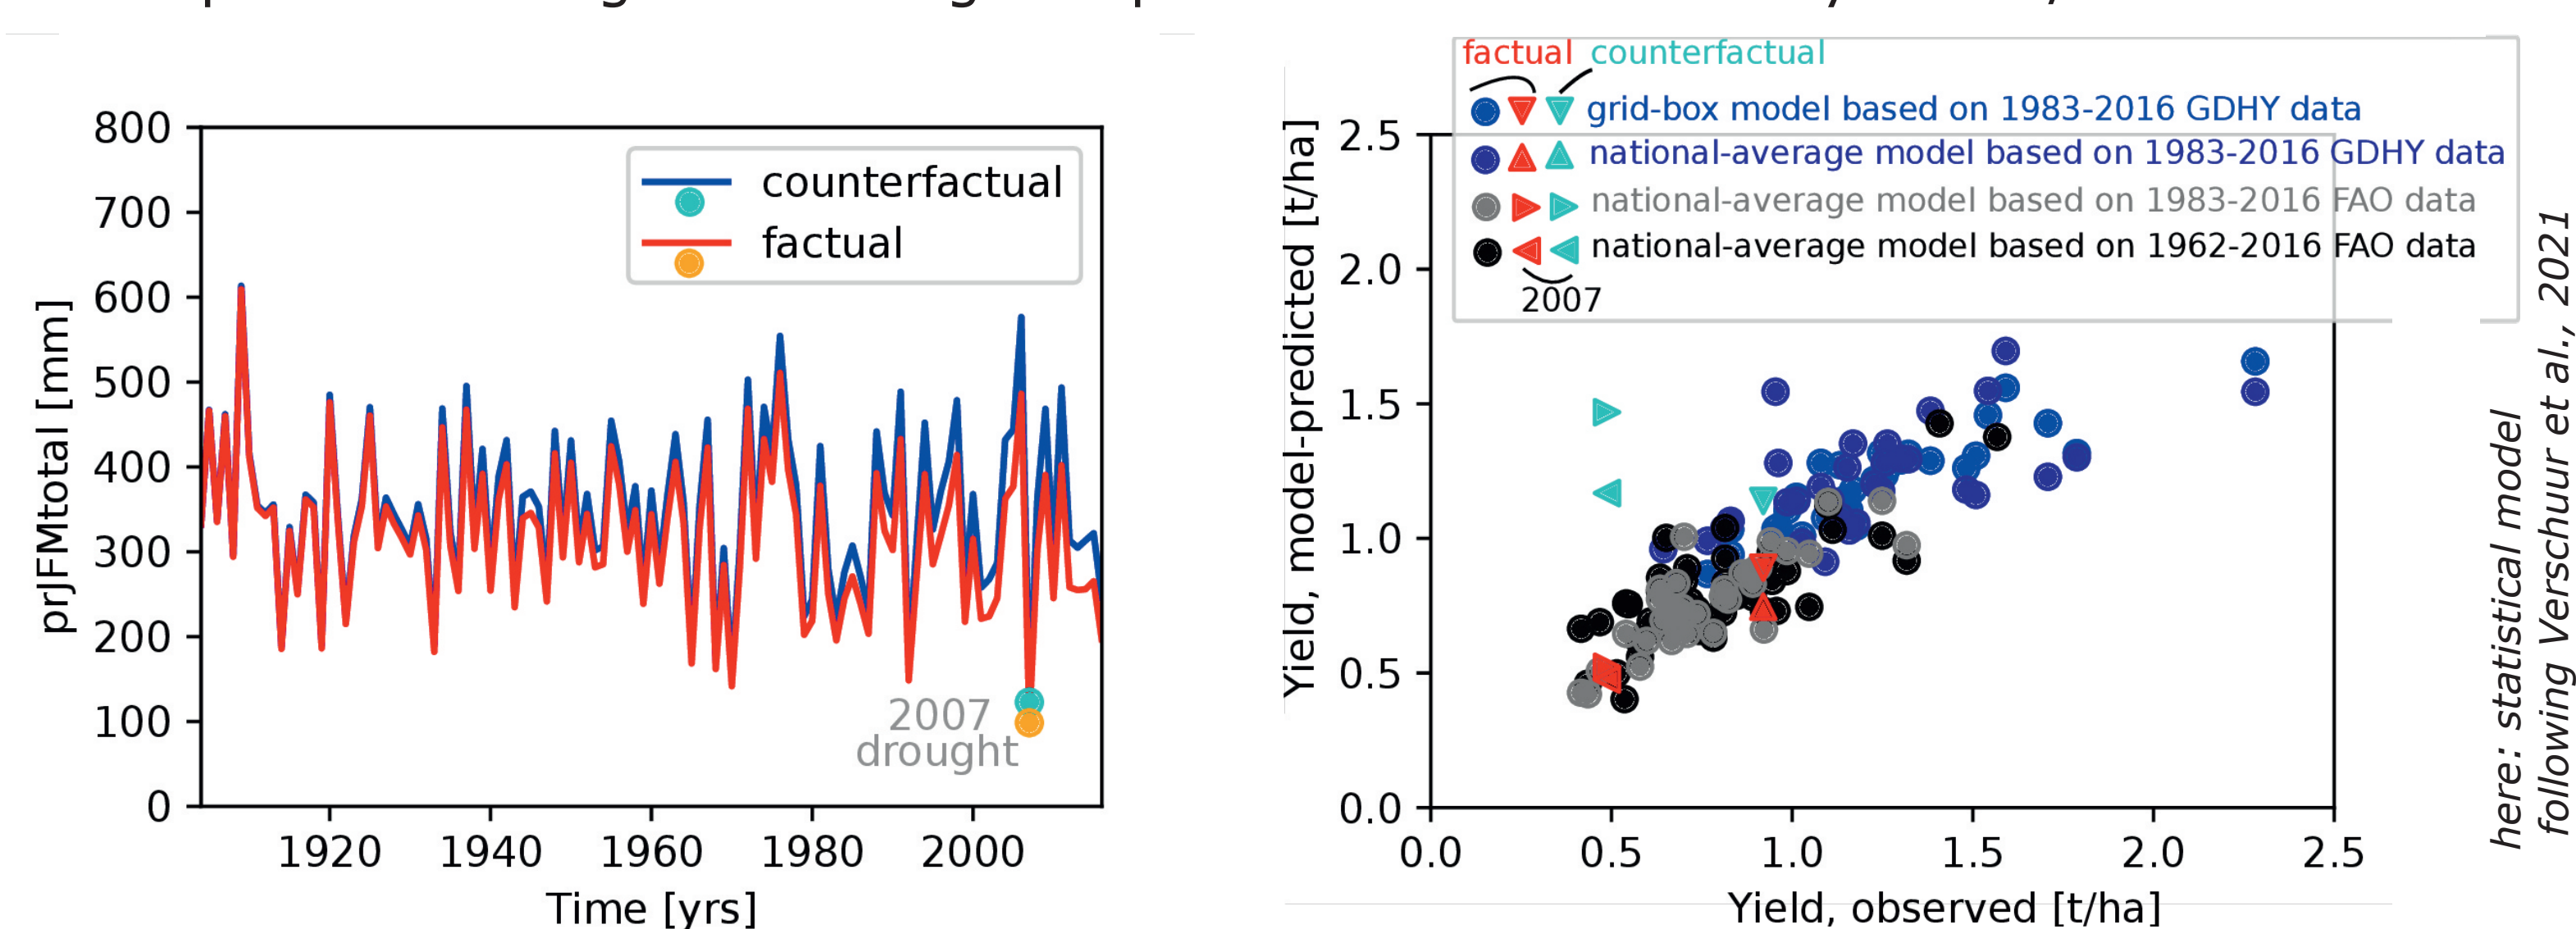 800
700
600
500
400
300
200
100
0
prJFMtotal [mm]
counterfactual
factual
2007
drought
1920 1940 1960 1980 2000
Time [yrs]
factual counterfactual
grid-box model based on 1983-2016 GDHY data
national-average model based on 1983-2016 GDHY data
national-average model based on 1983-2016 FAO data
national-average model based on 1962-2016 FAO data
2007
2.5
2.0
1.5
1.0
0.5
0.0
Yield, model-predicted [t/ha]
0.0 0.5 1.0 1.5 2.0 2.5
Yield, observed [t/ha]
here: statistical model
following Verschuur et al., 2021